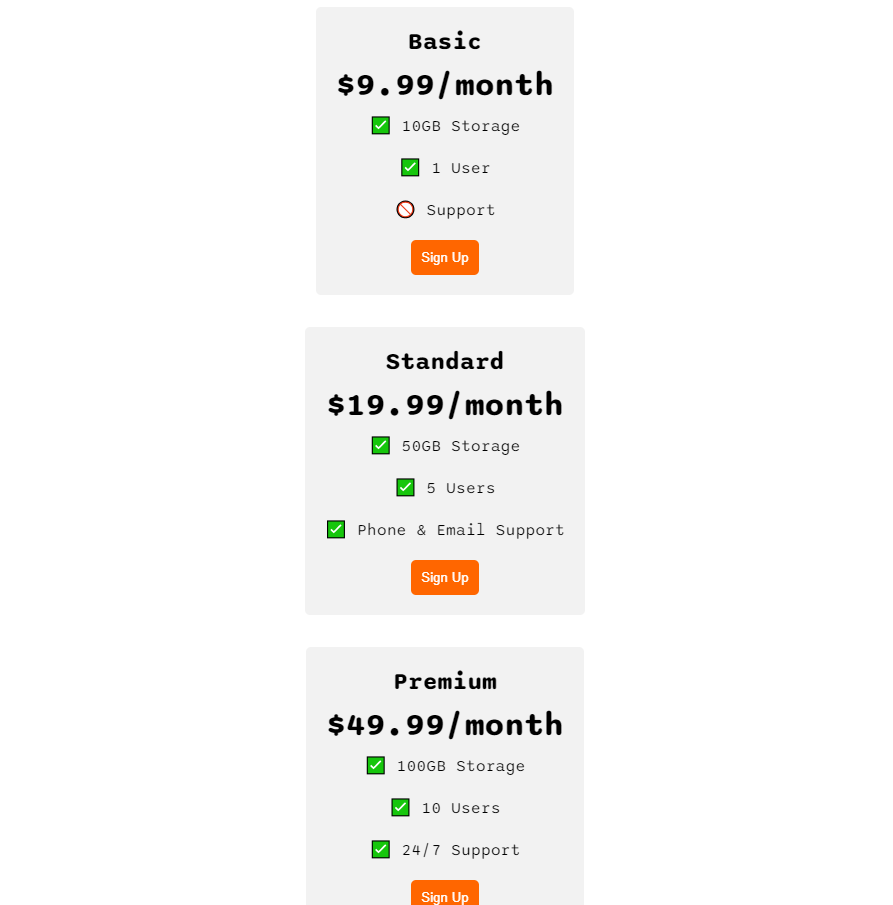 Basic
$9.99/month
✅ 10GB Storage
✅ 1 User
🚫 Support
Sign Up
Standard
$19.99/month
✅ 50GB Storage
✅ 5 Users
✅ Phone & Email Support
Sign Up
Premium
$49.99/month
✅ 100GB Storage
✅ 10 Users
✅ 24/7 Support
Sign Up